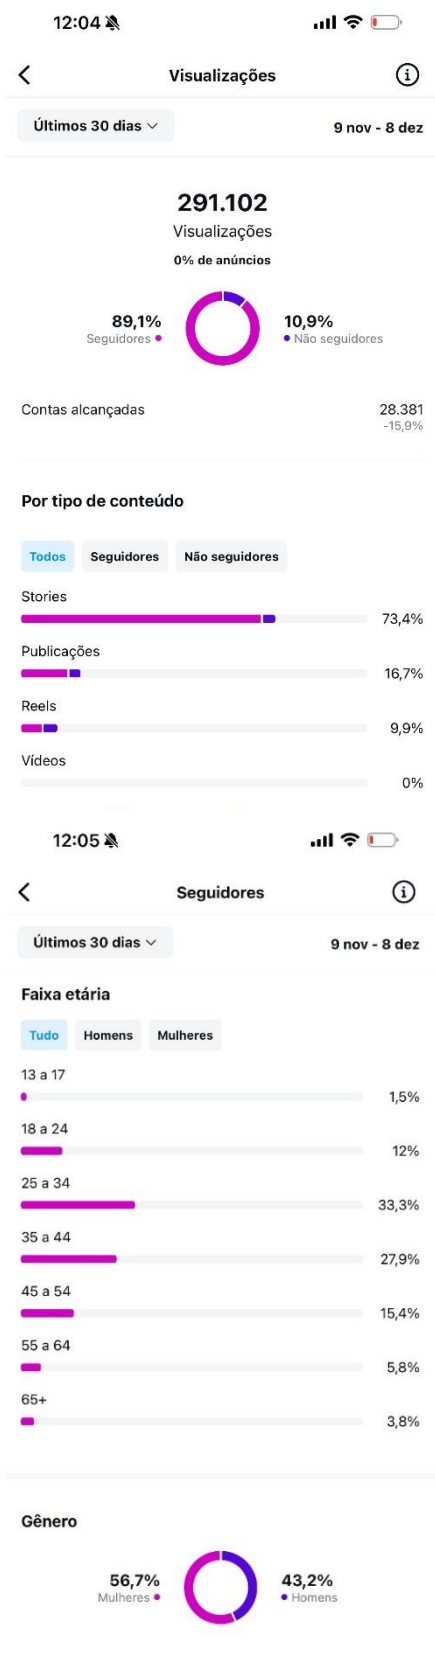 12:04
Visualizações
Últimos 30 dias
9 nov - 8 dez
291.102
Visualizações
0% de anúncios
89,1%
Seguidores
10,9%
Não seguidores
Contas alcançadas
28.381
-15,9%
Por tipo de conteúdo
Todos
Seguidores
Não seguidores
Stories
73,4%
Publicações
16,7%
Reels
9,9%
Vídeos
0%
12:05
Seguidores
Últimos 30 dias
9 nov - 8 dez
Faixa etária
Tudo
Homens
Mulheres
13 a 17
1,5%
18 a 24
12%
25 a 34
33,3%
35 a 44
27,9%
45 a 54
15,4%
55 a 64
5,8%
65+
3,8%
Gênero
56,7%
Mulheres
43,2%
Homens